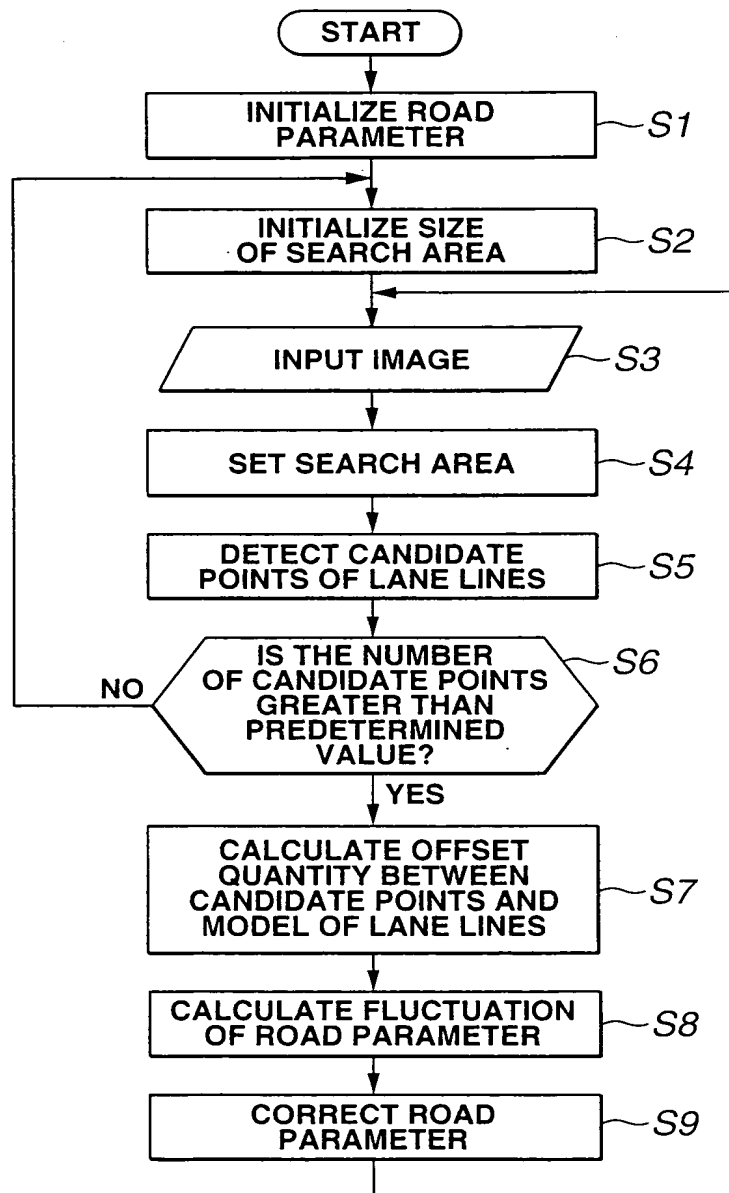 START
INITIALIZE ROAD
PARAMETER
S1
INITIALIZE SIZE
OF SEARCH AREA
S2
INPUT IMAGE
S3
SET SEARCH AREA
S4
DETECT CANDIDATE
POINTS OF LANE LINES
S5
IS THE NUMBER
OF CANDIDATE POINTS
GREATER THAN
PREDETERMINED
VALUE?
S6
NO
YES
CALCULATE OFFSET
QUANTITY BETWEEN
CANDIDATE POINTS AND
MODEL OF LANE LINES
S7
CALCULATE FLUCTUATION
OF ROAD PARAMETER
S8
CORRECT ROAD
PARAMETER
S9